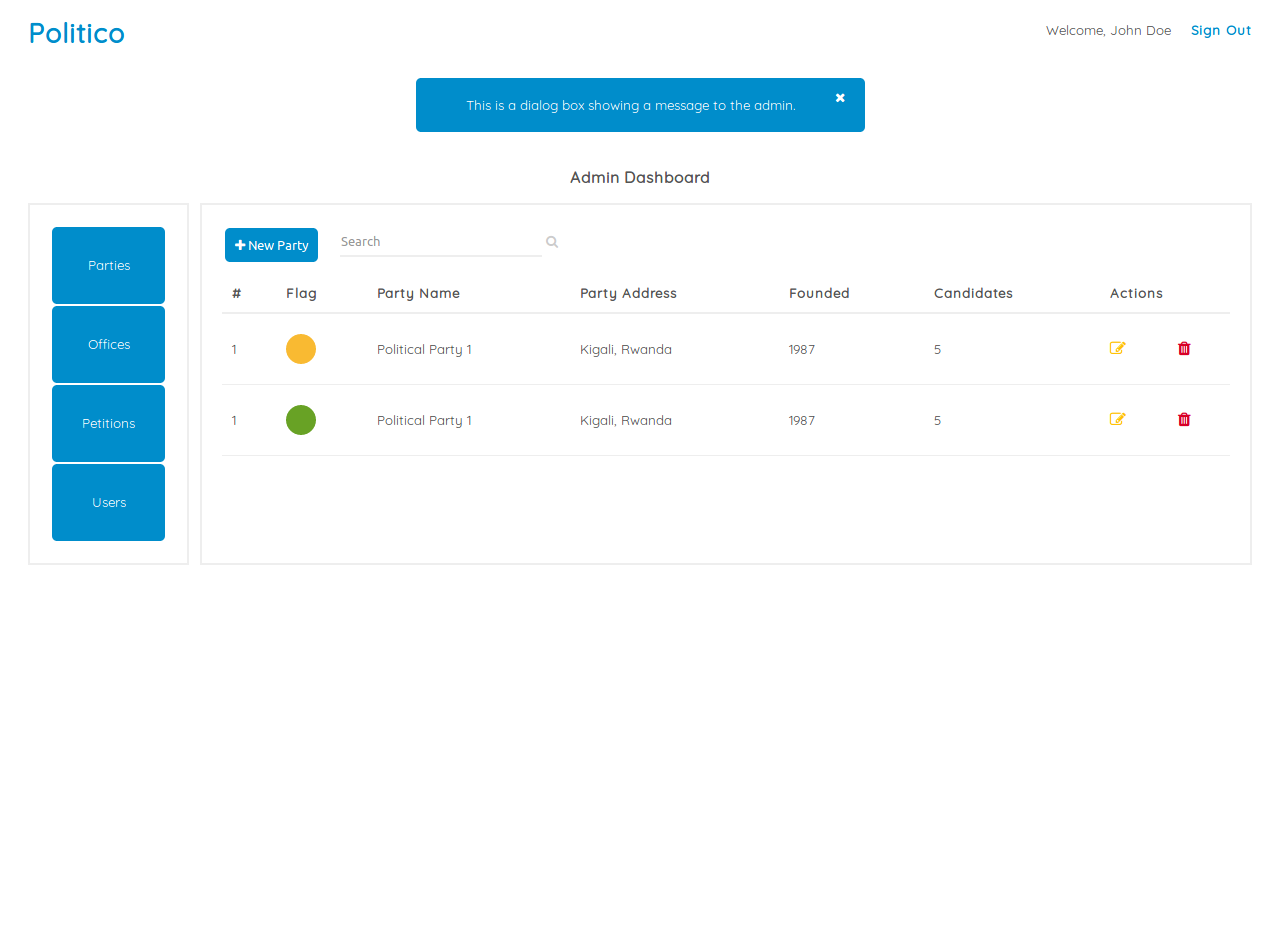 Politico
Welcome, John Doe Sign Out
This is a dialog box showing a message to the admin.
Admin Dashboard
Parties
Offices
Petitions
Users
New Party Search
# Flag Party Name Party Address Founded Candidates Actions
1 Political Party 1 Kigali, Rwanda 1987 5
1 Political Party 1 Kigali, Rwanda 1987 5